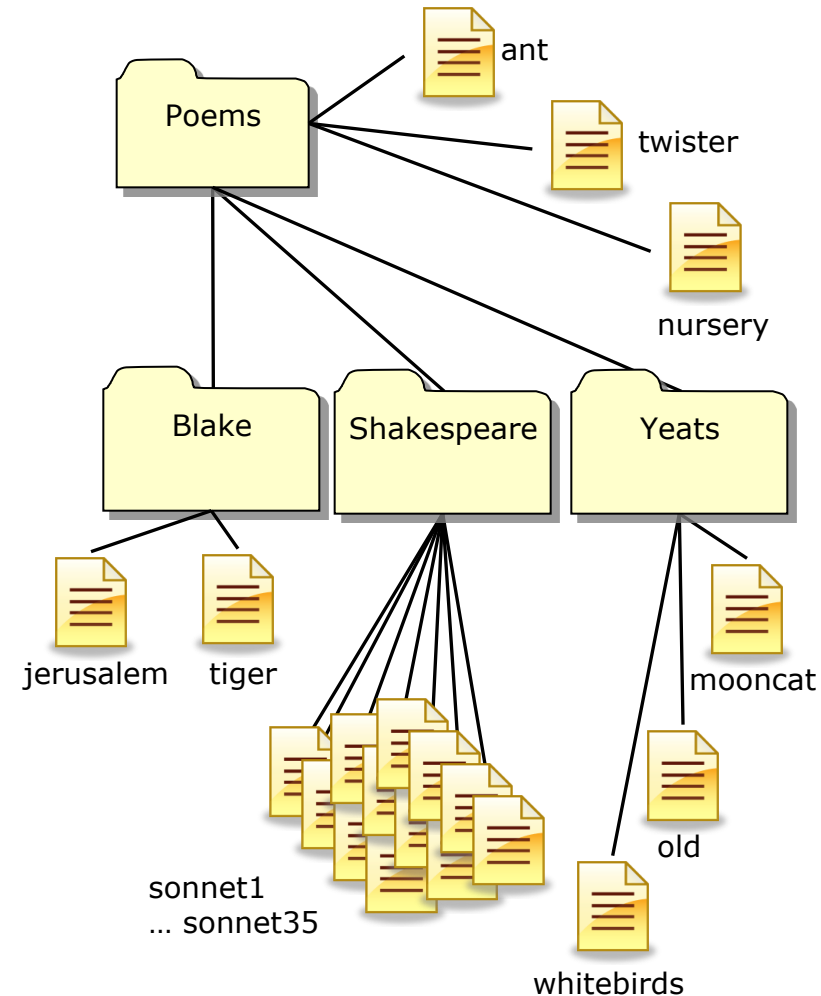 ant
Poems
twister
nursery
Blake
Shakespeare
Yeats
jerusalem
tiger
mooncat
old
sonnet1
... sonnet35
whitebirds